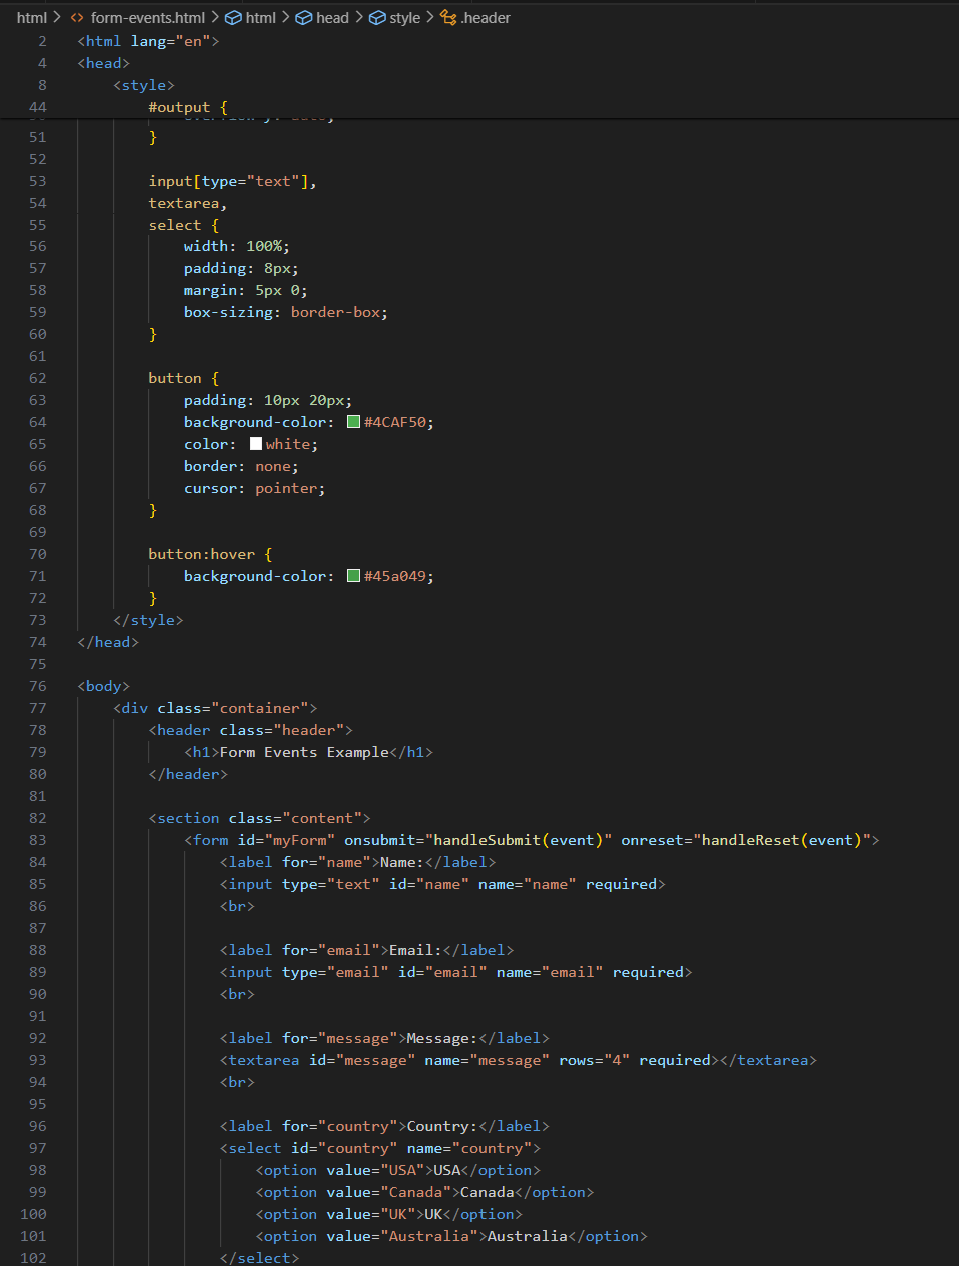 html > form-events.html > html > head > style > .header
2 <html lang="en">
4 <head>
8 <style>
44 #output {
51 }
52
53 input[type="text"],
54 textarea,
55 select {
56 width: 100%;
57 padding: 8px;
58 margin: 5px 0;
59 box-sizing: border-box;
60 }
61
62 button {
63 padding: 10px 20px;
64 background-color: #4CAF50;
65 color: white;
66 border: none;
67 cursor: pointer;
68 }
69
70 button:hover {
71 background-color: #45a049;
72 }
73 </style>
74 </head>
75
76 <body>
77 <div class="container">
78 <header class="header">
79 <h1>Form Events Example</h1>
80 </header>
81
82 <section class="content">
83 <form id="myForm" onsubmit="handleSubmit(event)" onreset="handleReset(event)">
84 <label for="name">Name:</label>
85 <input type="text" id="name" name="name" required>
86 <br>
87
88 <label for="email">Email:</label>
89 <input type="email" id="email" name="email" required>
90 <br>
91
92 <label for="message">Message:</label>
93 <textarea id="message" name="message" rows="4" required></textarea>
94 <br>
95
96 <label for="country">Country:</label>
97 <select id="country" name="country">
98 <option value="USA">USA</option>
99 <option value="Canada">Canada</option>
100 <option value="UK">UK</option>
101 <option value="Australia">Australia</option>
102 </select>